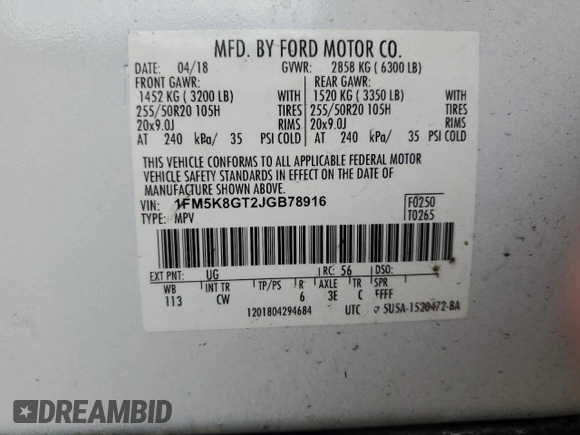 MFD. BY FORD MOTOR CO.
DATE: 04/18 GVWR: 2858 KG ( 6300 LB)
FRONT GAWR: REAR GAWR:
1452 KG ( 3200 LB) WITH 1520 KG ( 3350 LB) WITH
255/50R20 105H TIRES 255/50R20 105H TIRES
20x9.0J RIMS 20x9.0J RIMS
AT 240 kPa/ 35 PSI COLD AT 240 kPa/ 35 PSI COLD
THIS VEHICLE CONFORMS TO ALL APPLICABLE FEDERAL MOTOR
VEHICLE SAFETY STANDARDS IN EFFECT ON THE DATE OF
MANUFACTURE SHOWN ABOVE.
VIN: 1FM5K8GT2JGB78916 F0250
TYPE: MPV T0265
EXT PNT: UG RC: 56 DSO:
WB INT TR TP/PS R AXLE TR SPR
113 CW 6 3E C FFFF
1201804294684 UTC 5USA-1520472-BA
DREAMBID